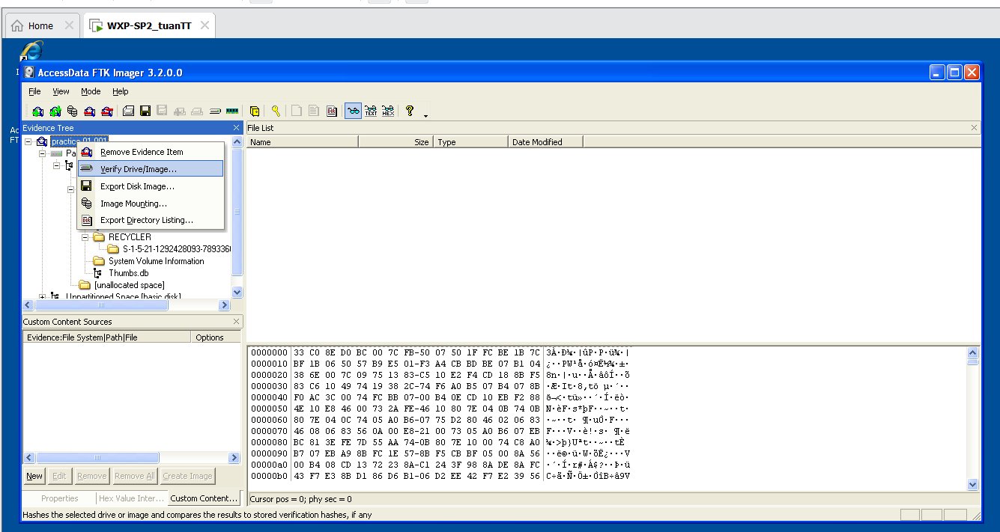 Home
WXP-SP2_tuanTT
AccessData FTK Imager 3.2.0.0
File View Mode Help
Evidence Tree
practice 01.001
Remove Evidence Item
Verify Drive/Image...
Export Disk Image...
Image Mounting...
Export Directory Listing...
RECYCLER
S-1-5-21-1292428093-789336
System Volume Information
Thumbs.db
[unallocated space]
Unpartitioned Space [basic disk]
Custom Content Sources
Evidence:File System|Path|File Options
New Edit Remove Remove All Create Image
Properties Hex Value Inter... Custom Content...
File List
Name Size Type Date Modified
0000000 33 C0 8E D0 BC 00 7C FB-50 07 50 1F FC BE 1B 7C 3À·Ð¼·|ûP·P·ü¾·|
0000010 BF 1B 06 50 57 B9 E5 01-F3 A4 CB BD BE 07 B1 04 ¿··PW¹å·ó¤Ë½¾·±·
0000020 38 6E 00 7C 09 75 13 83-C5 10 E2 F4 CD 18 8B F5 8n·|·u··Å·âôÍ··õ
0000030 83 C6 10 49 74 19 38 2C-74 F6 A0 B5 07 B4 07 8B ·Æ·It·8,tö µ·´··
0000040 F0 AC 3C 00 74 FC BB 07-00 B4 0E CD 10 EB F2 88 ð¬<·tü»··´·Í·ëò·
0000050 4E 10 E8 46 00 73 2A FE-46 10 80 7E 04 0B 74 0B N·èF·s*þF··~··t·
0000060 80 7E 04 0C 74 05 A0 B6-07 75 D2 80 46 02 06 83 ·~··t· ¶·uÒ·F···
0000070 46 08 06 83 56 0A 00 E8-21 00 73 05 A0 B6 07 EB F···V··è!·s· ¶·ë
0000080 BC 81 3E FE 7D 55 AA 74-0B 80 7E 10 00 74 C8 A0 ¼·>þ}Uªt··~··tÈ
0000090 B7 07 EB A9 8B FC 1E 57-8B F5 CB BF 05 00 8A 56 ··ë©·ü·W·õË¿···V
00000a0 00 B4 08 CD 13 72 23 8A-C1 24 3F 98 8A DE 8A FC ·´·Í·r#·Á$?··Þ·ü
00000b0 43 F7 E3 8B D1 86 D6 B1-06 D2 EE 42 F7 E2 39 56 C÷ã·Ñ·Ö±·ÒîB÷â9V
Cursor pos = 0; phy sec = 0
Hashes the selected drive or image and compares the results to stored verification hashes, if any